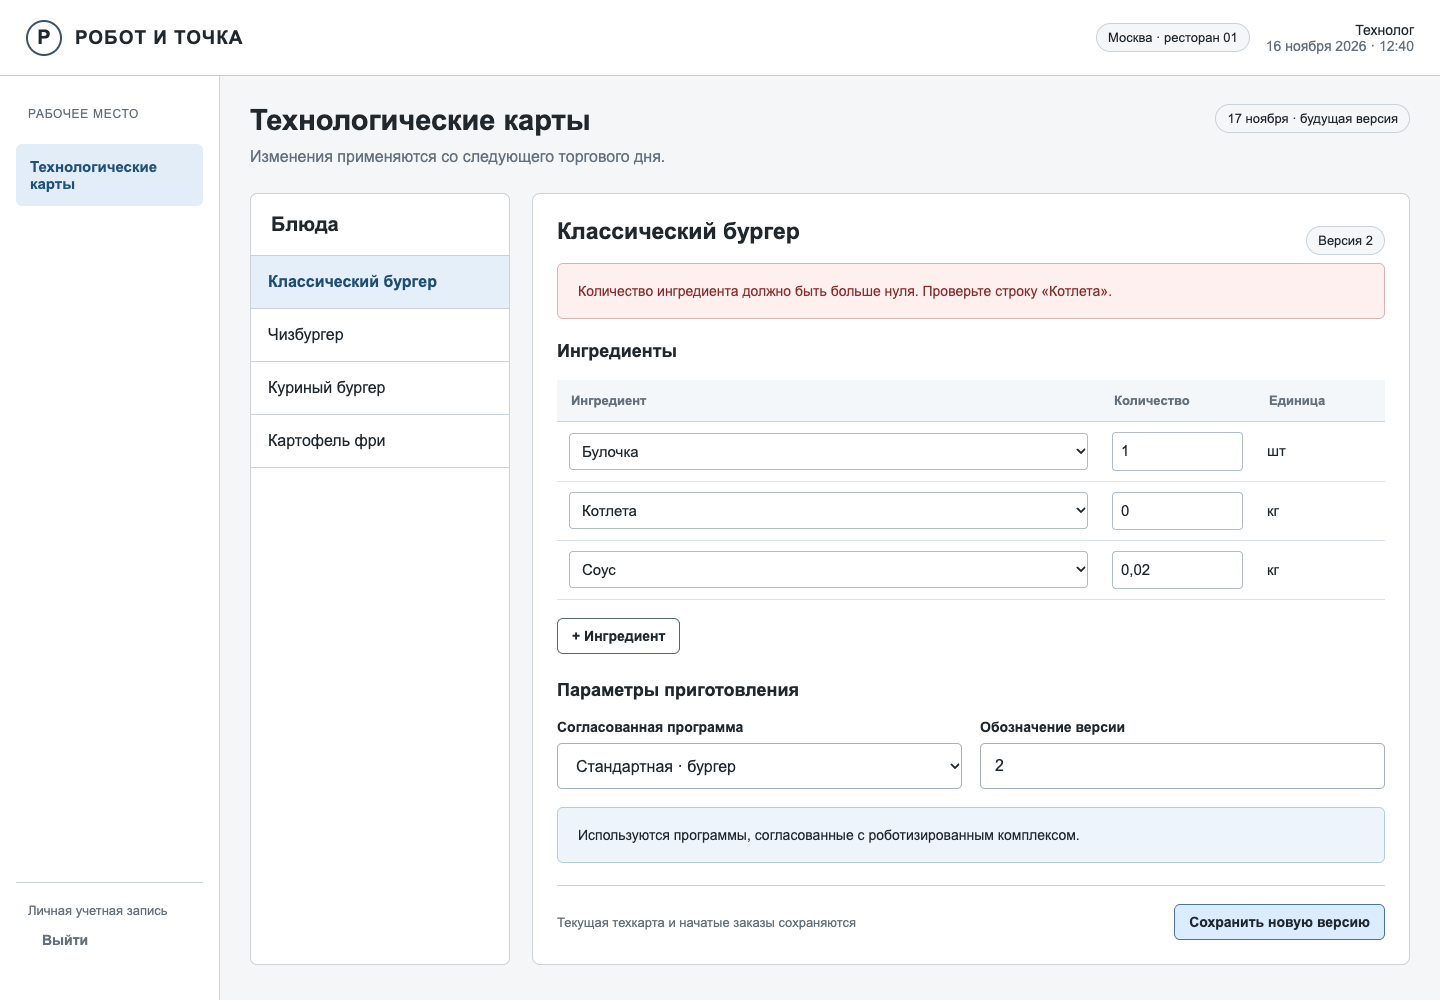 Р РОБОТ И ТОЧКА
Москва · ресторан 01
Технолог
16 ноября 2026 · 12:40
РАБОЧЕЕ МЕСТО
Технологические
карты
Личная учетная запись
Выйти
Технологические карты
17 ноября · будущая версия
Изменения применяются со следующего торгового дня.
Блюда
Классический бургер
Чизбургер
Куриный бургер
Картофель фри
Классический бургер
Версия 2
Количество ингредиента должно быть больше нуля. Проверьте строку «Котлета».
Ингредиенты
Ингредиент Количество Единица
Булочка 1 шт
Котлета 0 кг
Соус 0,02 кг
+ Ингредиент
Параметры приготовления
Согласованная программа Обозначение версии
Стандартная · бургер 2
Используются программы, согласованные с роботизированным комплексом.
Текущая техкарта и начатые заказы сохраняются
Сохранить новую версию